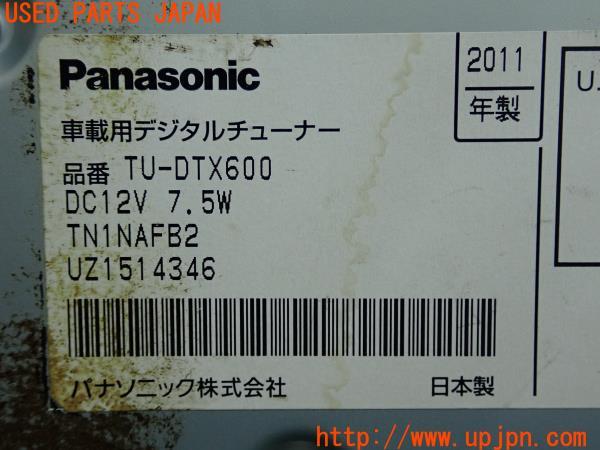 USED PARTS JAPAN
Panasonic
2011
年製
U.
車載用デジタルチューナー
品番 TU-DTX600
DC12V 7.5W
TN1NAFB2
UZ1514346
パナソニック株式会社 日本製
http://www.upjpn.com/